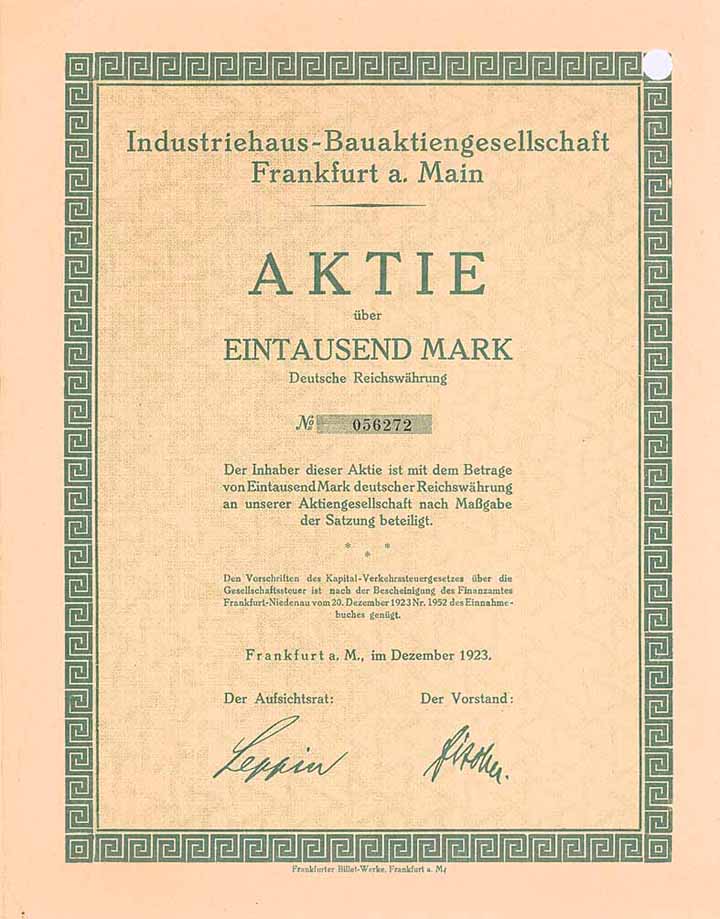 Industriehaus-Bauaktiengesellschaft
Frankfurt a. Main
AKTIE
über
EINTAUSEND MARK
Deutsche Reichswährung
No 056272
Der Inhaber dieser Aktie ist mit dem Betrage
von Eintausend Mark deutscher Reichswährung
an unserer Aktiengesellschaft nach Maßgabe
der Satzung beteiligt.
* * *
Den Vorschriften des Kapital-Verkehrssteuergesetzes über die
Gesellschaftssteuer ist nach der Bescheinigung des Finanzamtes
Frankfurt-Niedenau vom 20. Dezember 1923 Nr. 1952 des Einnahme-
buches genügt.
Frankfurt a. M., im Dezember 1923.
Der Aufsichtsrat: Der Vorstand:
Leppin Fischer.
Frankfurter Billet-Werke, Frankfurt a. M.